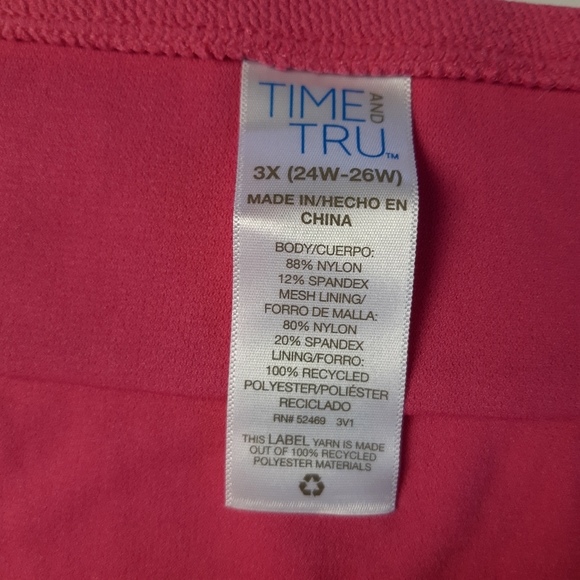 TIME AND
TRU™
3X (24W-26W)
MADE IN/HECHO EN
CHINA
BODY/CUERPO:
88% NYLON
12% SPANDEX
MESH LINING/
FORRO DE MALLA:
80% NYLON
20% SPANDEX
LINING/FORRO:
100% RECYCLED
POLYESTER/POLIÉSTER
RECICLADO
RN# 52469 3V1
THIS LABEL YARN IS MADE
OUT OF 100% RECYCLED
POLYESTER MATERIALS